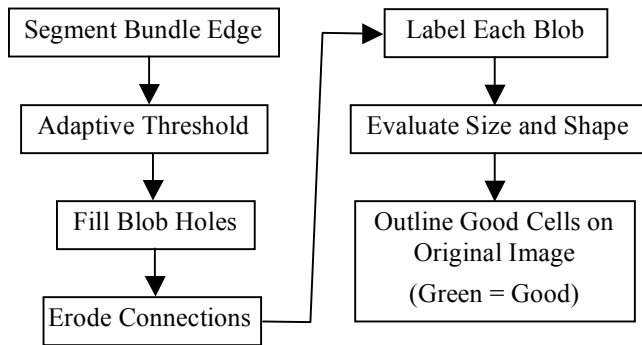 Segment Bundle Edge
Adaptive Threshold
Fill Blob Holes
Erode Connections
Label Each Blob
Evaluate Size and Shape
Outline Good Cells on
Original Image
(Green = Good)